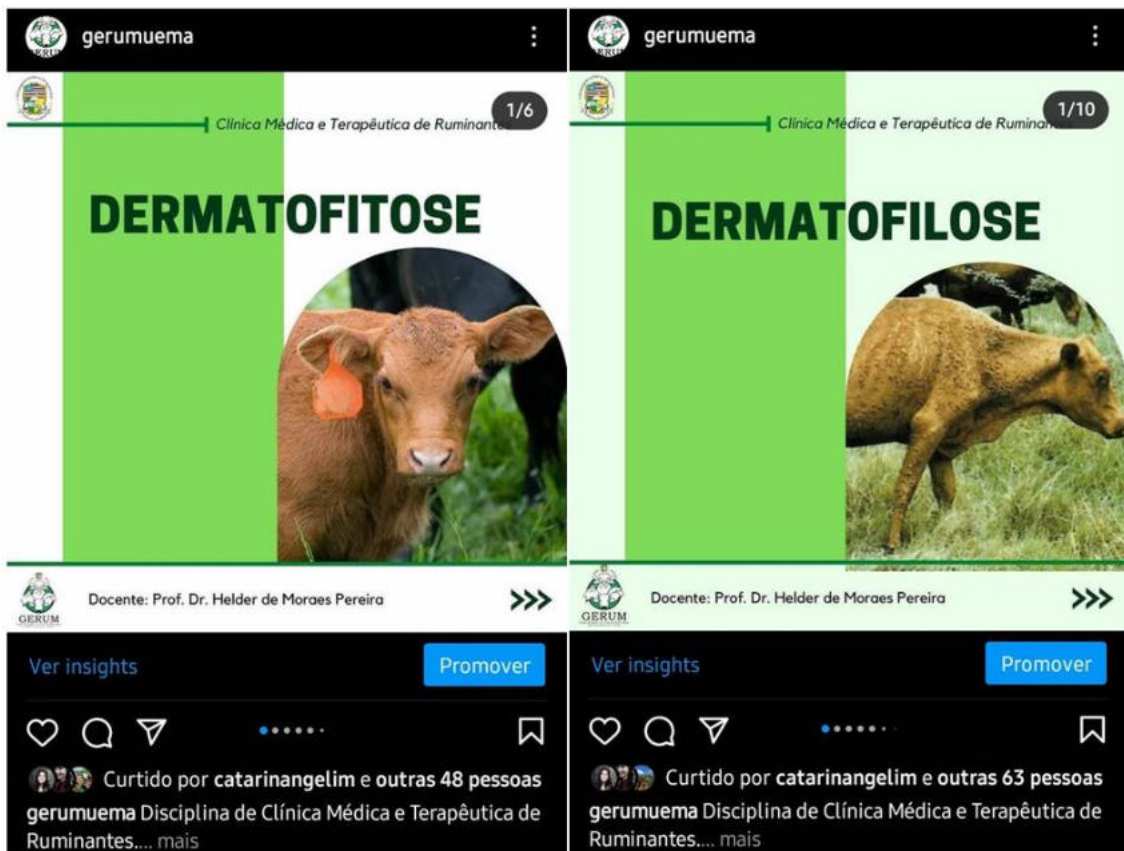 gerumuema
1/6
Clínica Médica e Terapêutica de Ruminantes
DERMATOFITOSE
GERUM
Docente: Prof. Dr. Helder de Moraes Pereira
>>>
Ver insights
Promover
Curtido por catarinangelim e outras 48 pessoas
gerumuema Disciplina de Clínica Médica e Terapêutica de
Ruminantes.... mais
gerumuema
1/10
Clínica Médica e Terapêutica de Ruminantes
DERMATOFILOSE
GERUM
Docente: Prof. Dr. Helder de Moraes Pereira
>>>
Ver insights
Promover
Curtido por catarinangelim e outras 63 pessoas
gerumuema Disciplina de Clínica Médica e Terapêutica de
Ruminantes.... mais